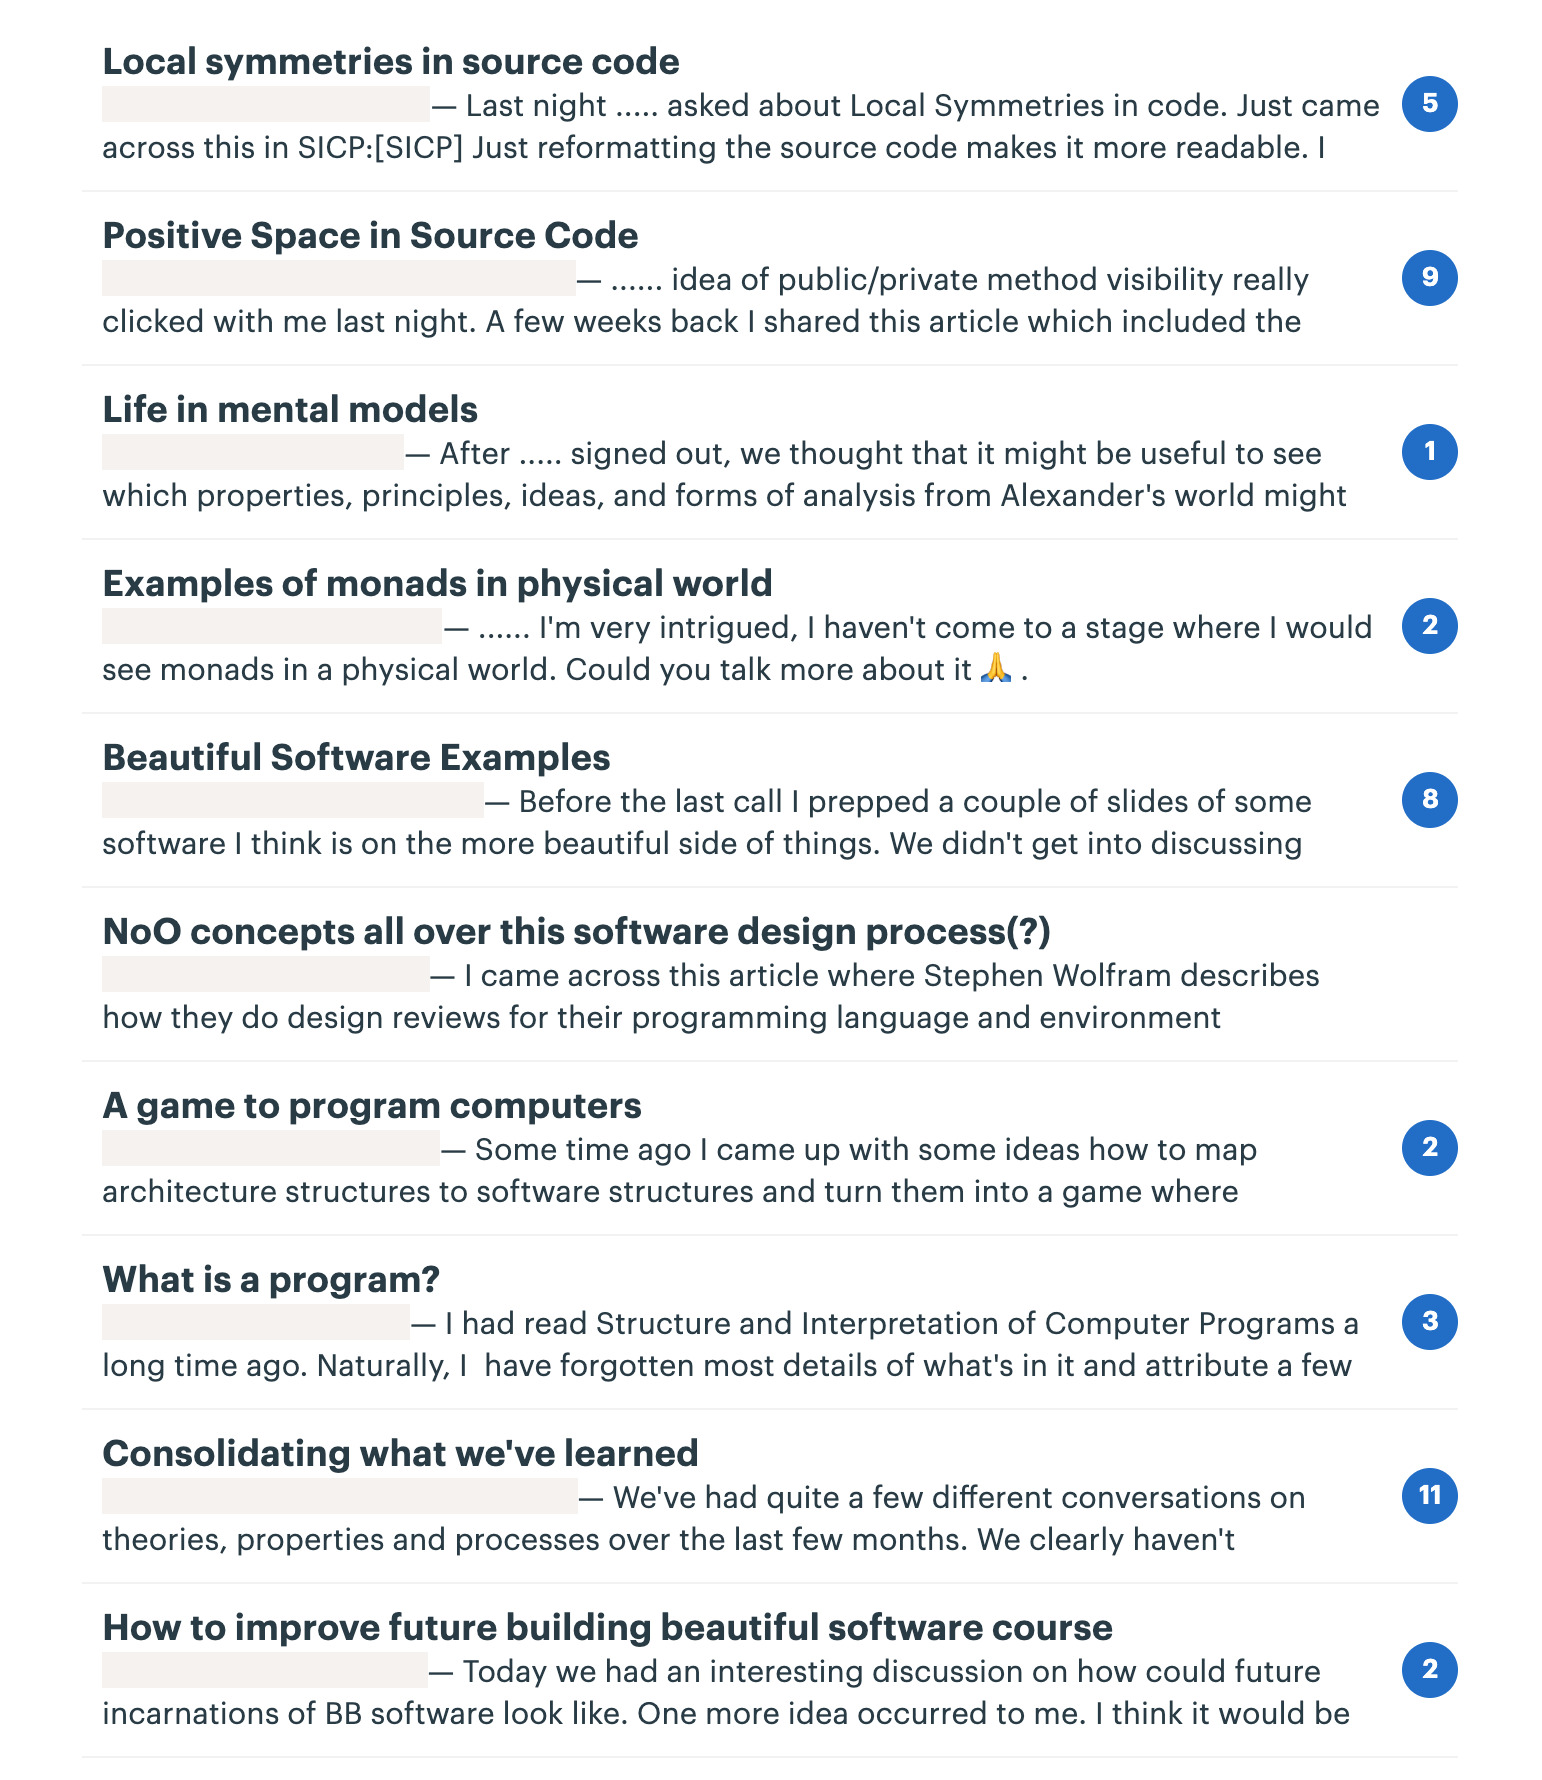 Local symmetries in source code
— Last night ..... asked about Local Symmetries in code. Just came
across this in SICP:[SICP] Just reformatting the source code makes it more readable. I
5
Positive Space in Source Code
— ...... idea of public/private method visibility really
clicked with me last night. A few weeks back I shared this article which included the
9
Life in mental models
— After ..... signed out, we thought that it might be useful to see
which properties, principles, ideas, and forms of analysis from Alexander's world might
1
Examples of monads in physical world
— ...... I'm very intrigued, I haven't come to a stage where I would
see monads in a physical world. Could you talk more about it 🙏 .
2
Beautiful Software Examples
— Before the last call I prepped a couple of slides of some
software I think is on the more beautiful side of things. We didn't get into discussing
8
NoO concepts all over this software design process(?)
— I came across this article where Stephen Wolfram describes
how they do design reviews for their programming language and environment
A game to program computers
— Some time ago I came up with some ideas how to map
architecture structures to software structures and turn them into a game where
2
What is a program?
— I had read Structure and Interpretation of Computer Programs a
long time ago. Naturally, I  have forgotten most details of what's in it and attribute a few
3
Consolidating what we've learned
— We've had quite a few different conversations on
theories, properties and processes over the last few months. We clearly haven't
11
How to improve future building beautiful software course
— Today we had an interesting discussion on how could future
incarnations of BB software look like. One more idea occurred to me. I think it would be
2